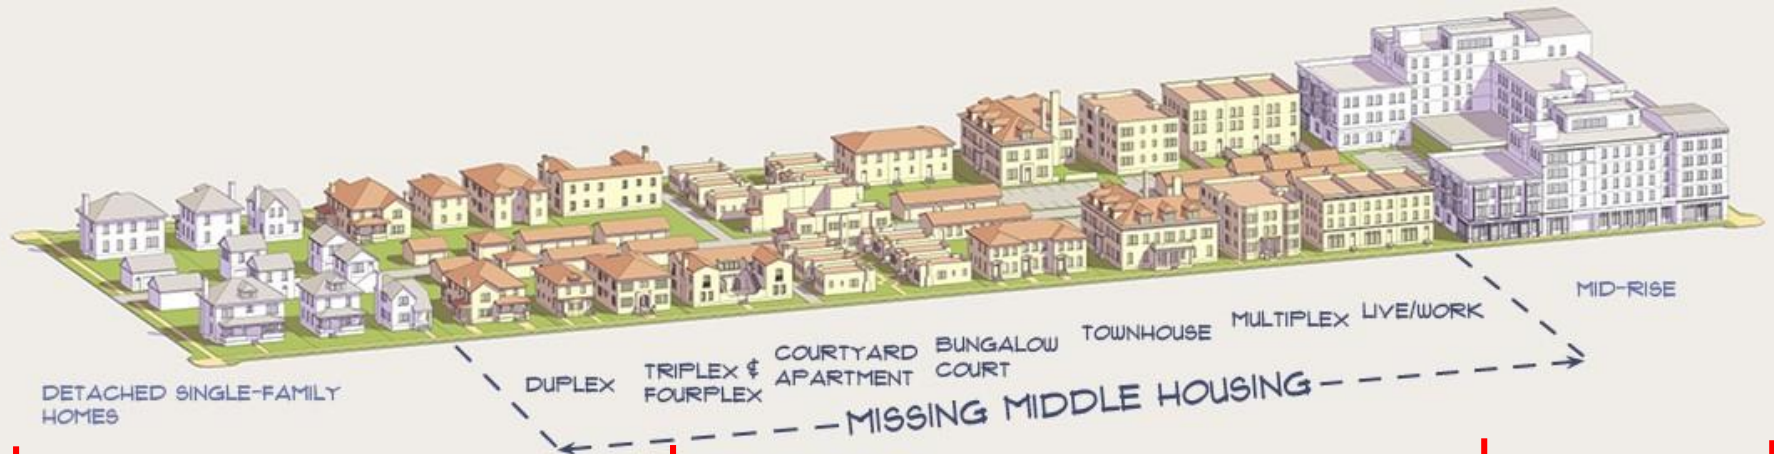 DETACHED SINGLE-FAMILY
HOMES
DUPLEX
TRIPLEX &
FOURPLEX
COURTYARD
APARTMENT
BUNGALOW
COURT
TOWNHOUSE
MULTIPLEX
LIVE/WORK
MID-RISE
MISSING MIDDLE HOUSING